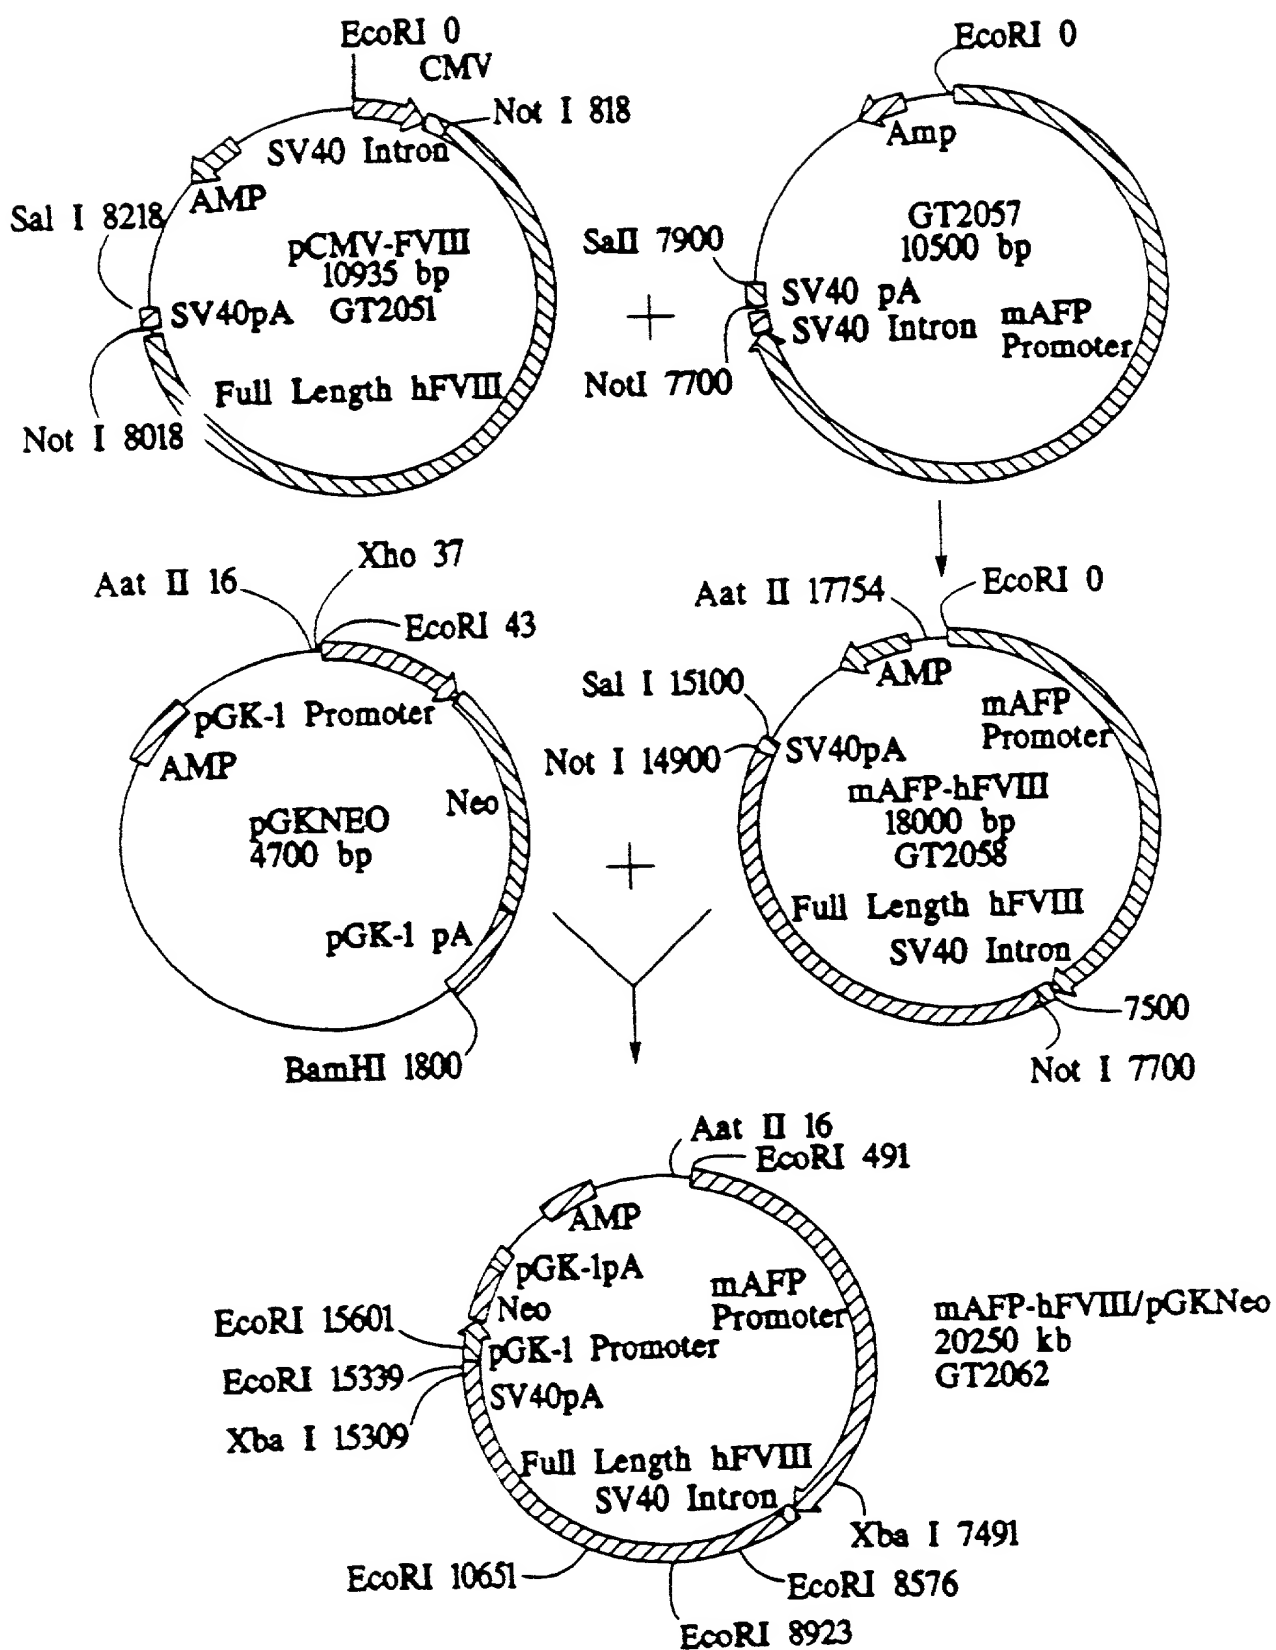 EcoRI 0
CMV
Not I 818
SV40 Intron
AMP
Sal I 8218
pCMV-FVIII
10935 bp
GT2051
SV40pA
Full Length hFVIII
Not I 8018
+
EcoRI 0
Amp
GT2057
10500 bp
SalI 7900
SV40 pA
SV40 Intron
mAFP
Promoter
NotI 7700
Xho 37
Aat II 16
EcoRI 43
pGK-1 Promoter
AMP
Neo
pGKNEO
4700 bp
pGK-1 pA
BamHI 1800
+
EcoRI 0
Aat II 17754
AMP
Sal I 15100
mAFP
Promoter
SV40pA
Not I 14900
mAFP-hFVIII
18000 bp
GT2058
Full Length hFVIII
SV40 Intron
7500
Not I 7700
Aat II 16
EcoRI 491
AMP
pGK-1pA
mAFP
Promoter
Neo
EcoRI 15601
pGK-1 Promoter
EcoRI 15339
SV40pA
Xba I 15309
Full Length hFVIII
SV40 Intron
Xba I 7491
EcoRI 10651
EcoRI 8576
EcoRI 8923
mAFP-hFVIII/pGKNeo
20250 kb
GT2062